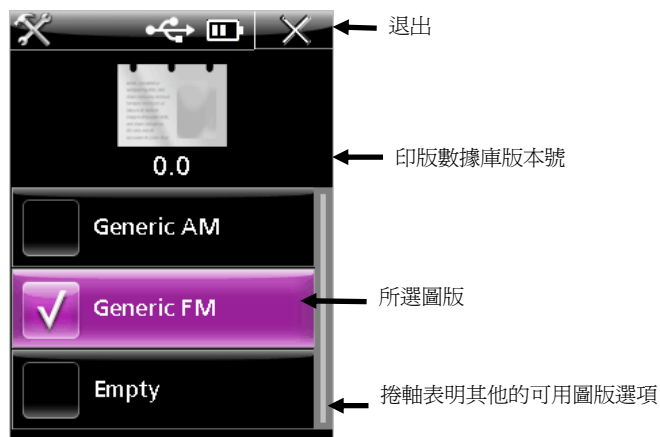 退出
0.0
印版數據庫版本號
Generic AM
Generic FM
所選圖版
Empty
捲軸表明其他的可用圖版選項